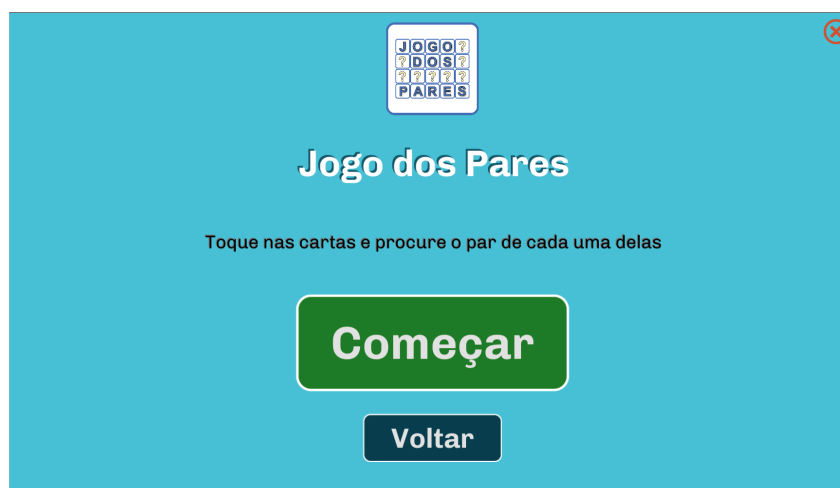 JOGO?
?DOS?
?????
PARES
Jogo dos Pares
Toque nas cartas e procure o par de cada uma delas
Começar
Voltar